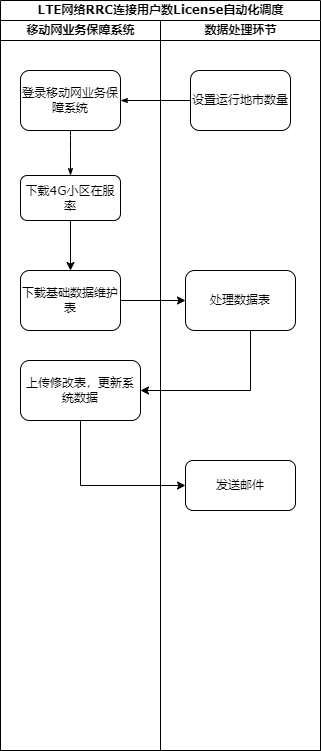 LTE网络RRC连接用户数License自动化调度
移动网业务保障系统
数据处理环节
登录移动网业务保
障系统
设置运行地市数量
下载4G小区在服
率
下载基础数据维护
表
处理数据表
上传修改表，更新系
统数据
发送邮件